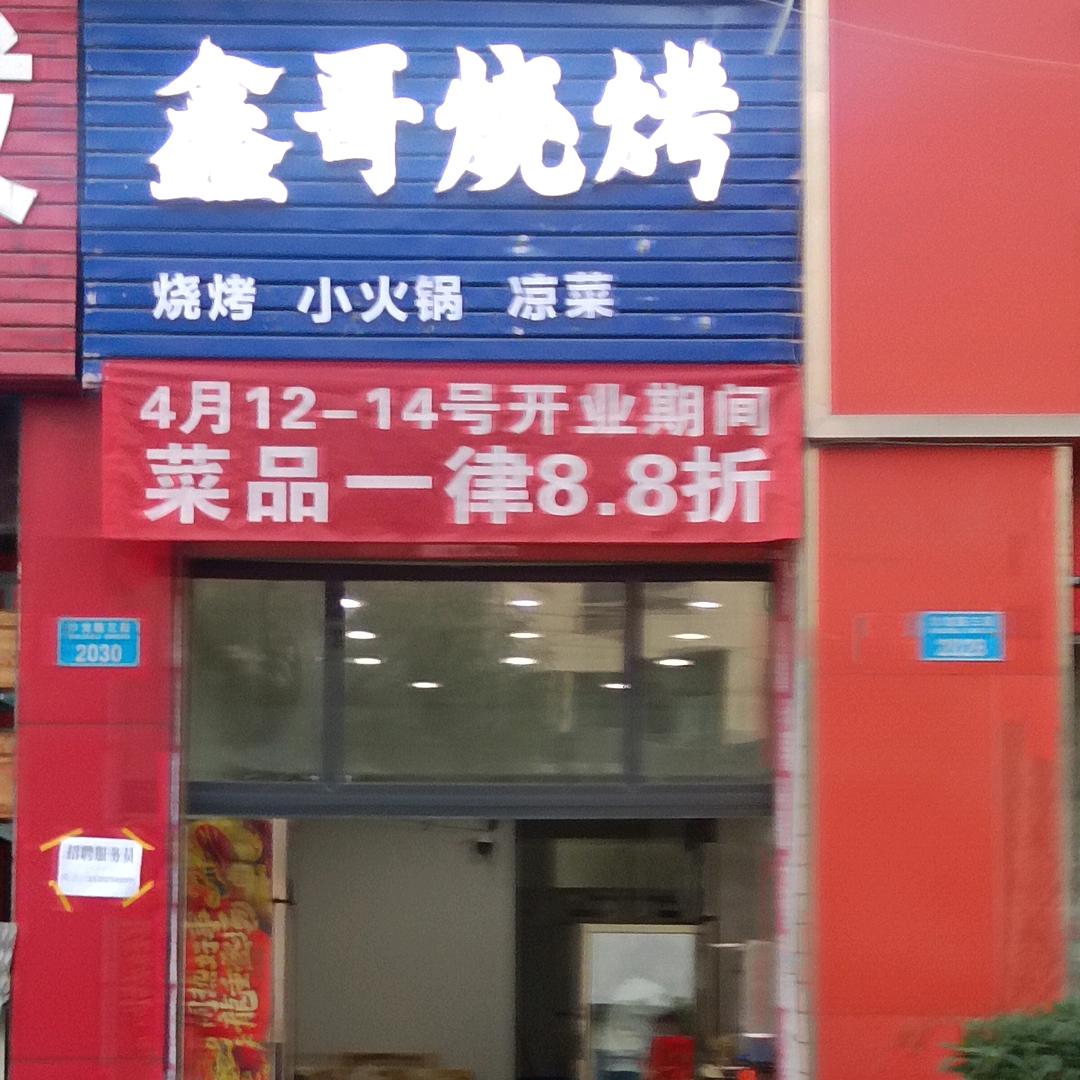 鑫哥烧烤
烧烤 小火锅 凉菜
4月12-14号开业期间
菜品一律8.8折
2030
招聘服务员